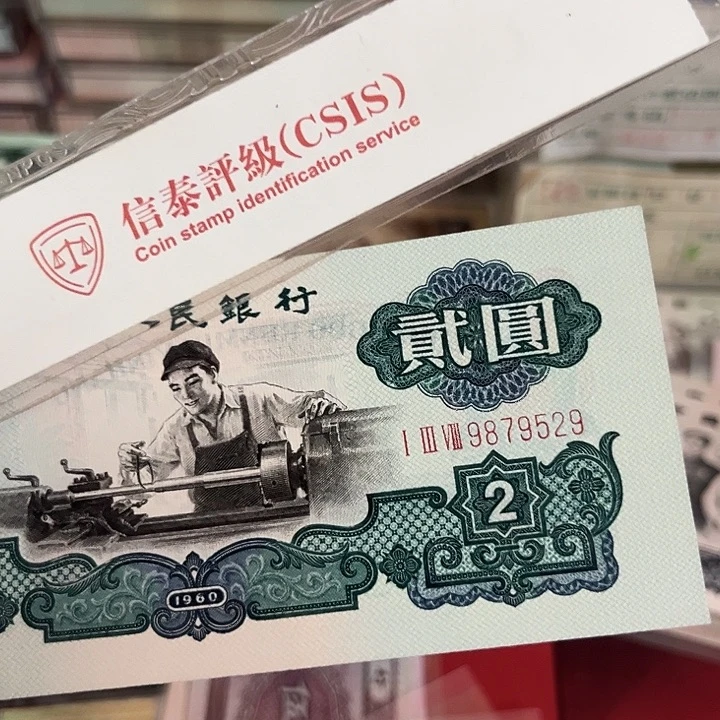 NPGS
信泰評級(CSIS)
Coin stamp identification service
民銀行
貳圓
I III VIII 9879529
2
1960